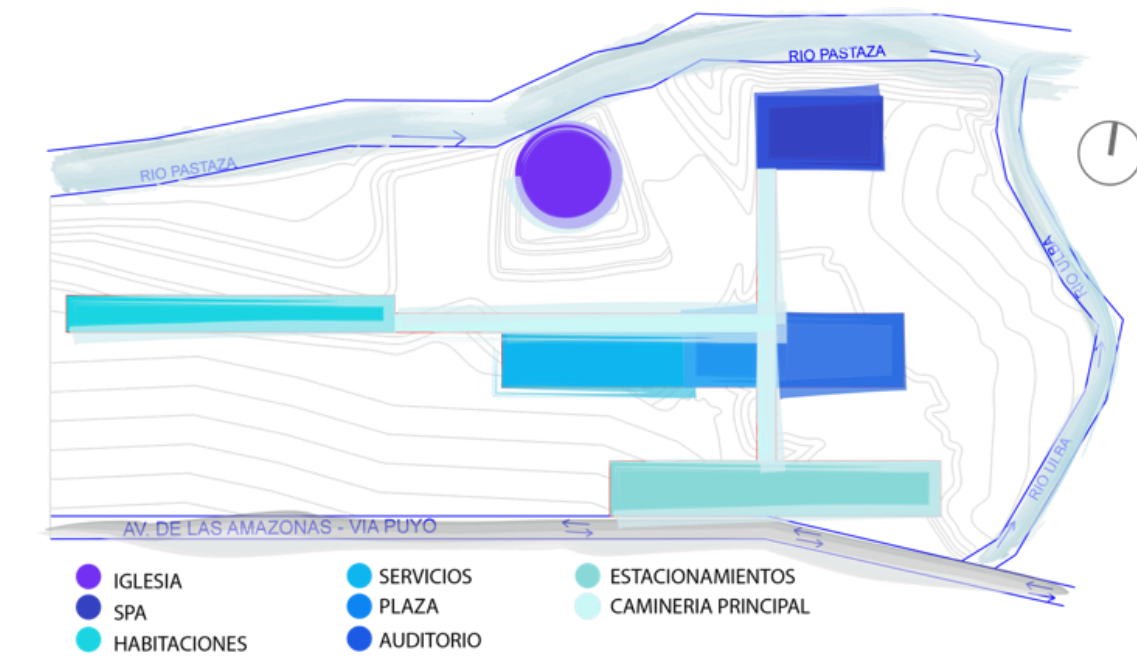 RIO PASTAZA
RIO PASTAZA
RIO ULBA
RIO ULBA
AV. DE LAS AMAZONAS - VIA PUYO
IGLESIA
SPA
HABITACIONES
SERVICIOS
PLAZA
AUDITORIO
ESTACIONAMIENTOS
CAMINERIA PRINCIPAL